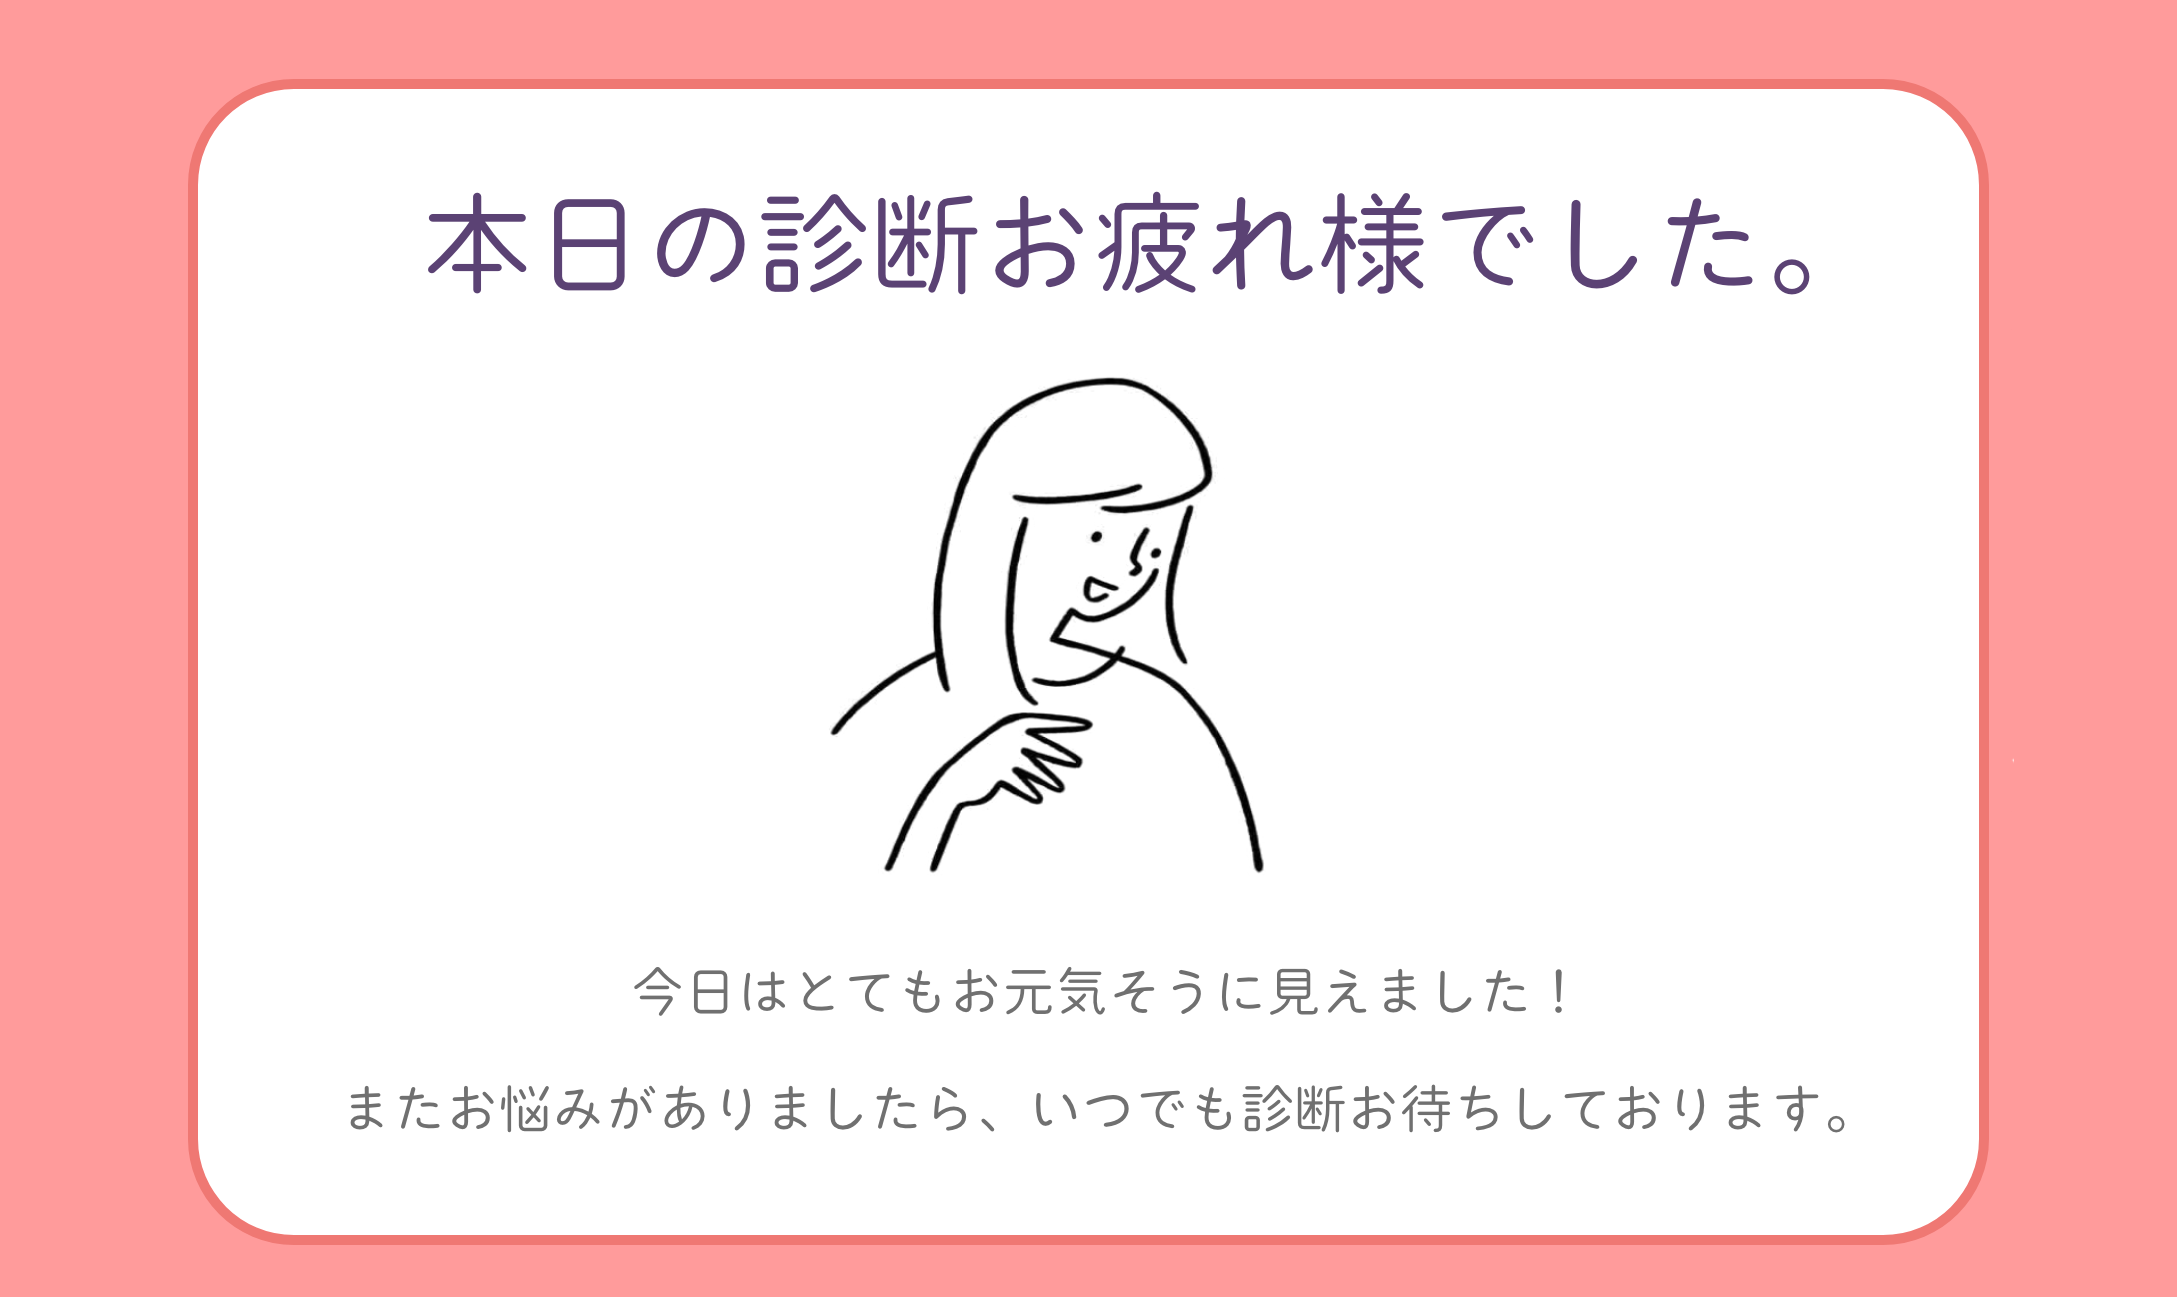 本日の診断お疲れ様でした。
今日はとてもお元気そうに見えました！
またお悩みがありましたら、いつでも診断お待ちしております。